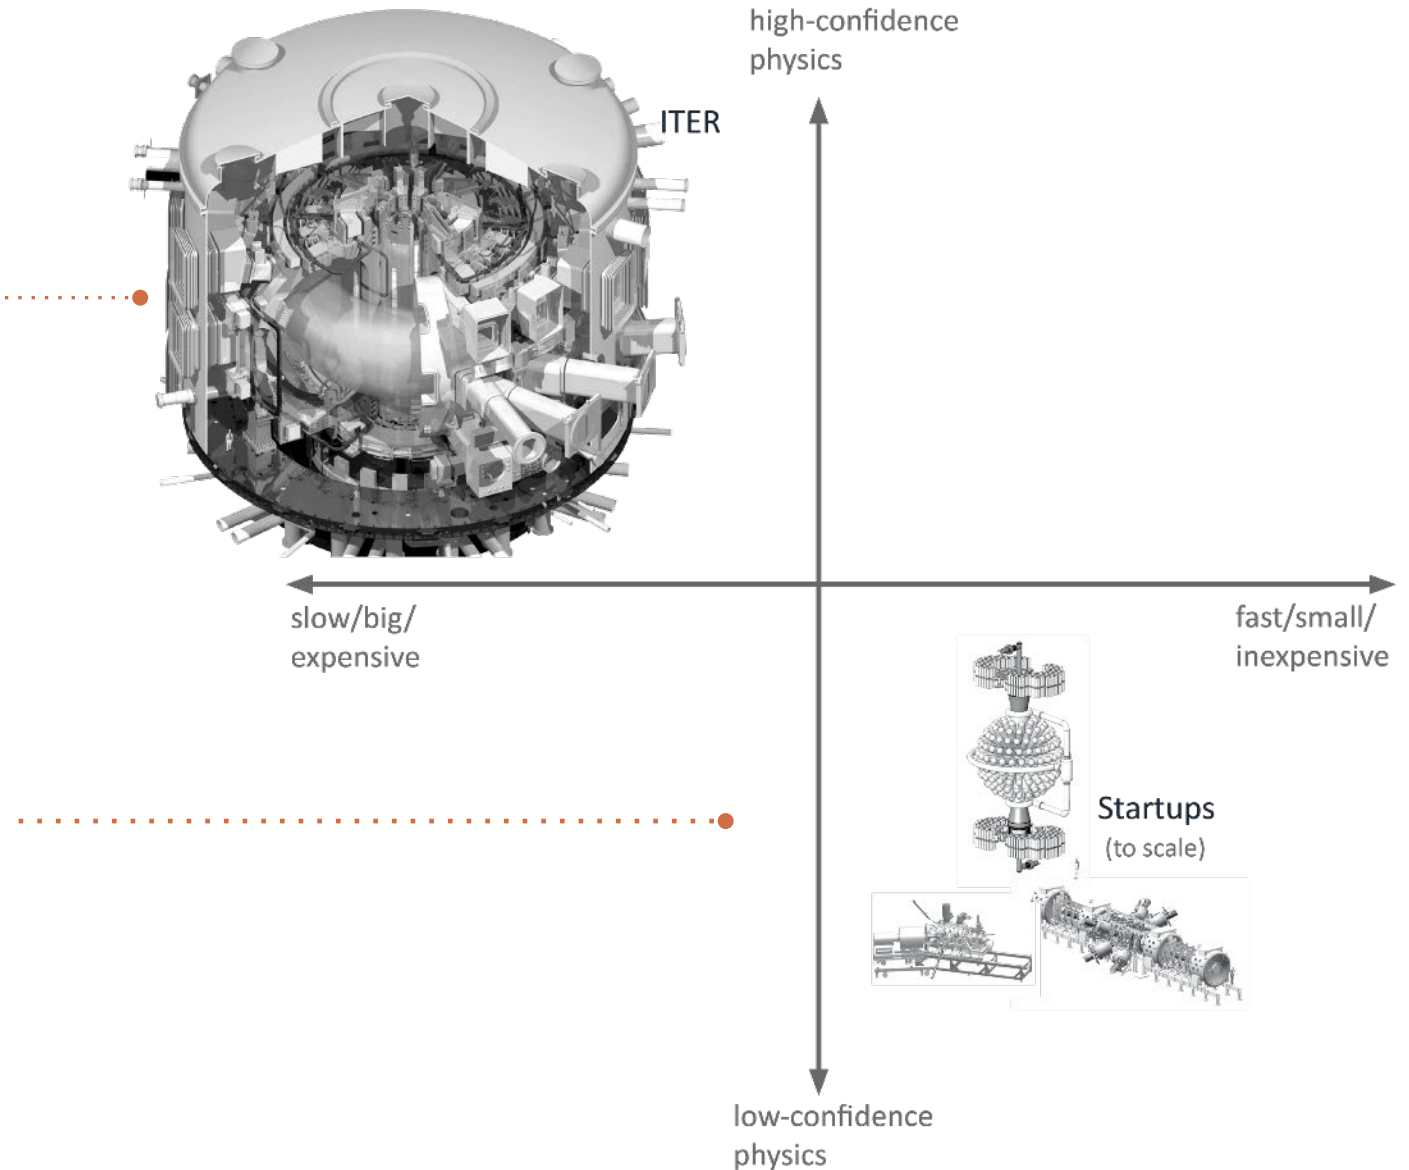 high-confidence
physics
ITER
slow/big/
expensive
fast/small/
inexpensive
Startups
(to scale)
low-confidence
physics